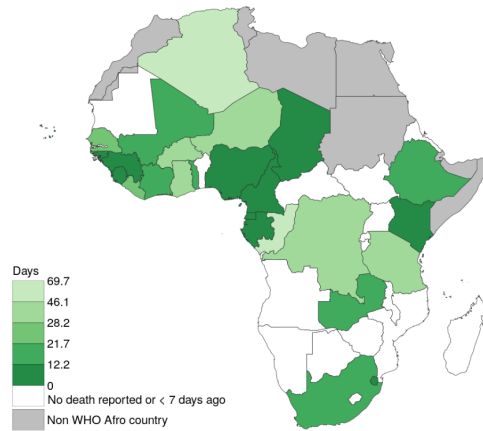 Days
69.7
46.1
28.2
21.7
12.2
0
No death reported or < 7 days ago
Non WHO Afro country